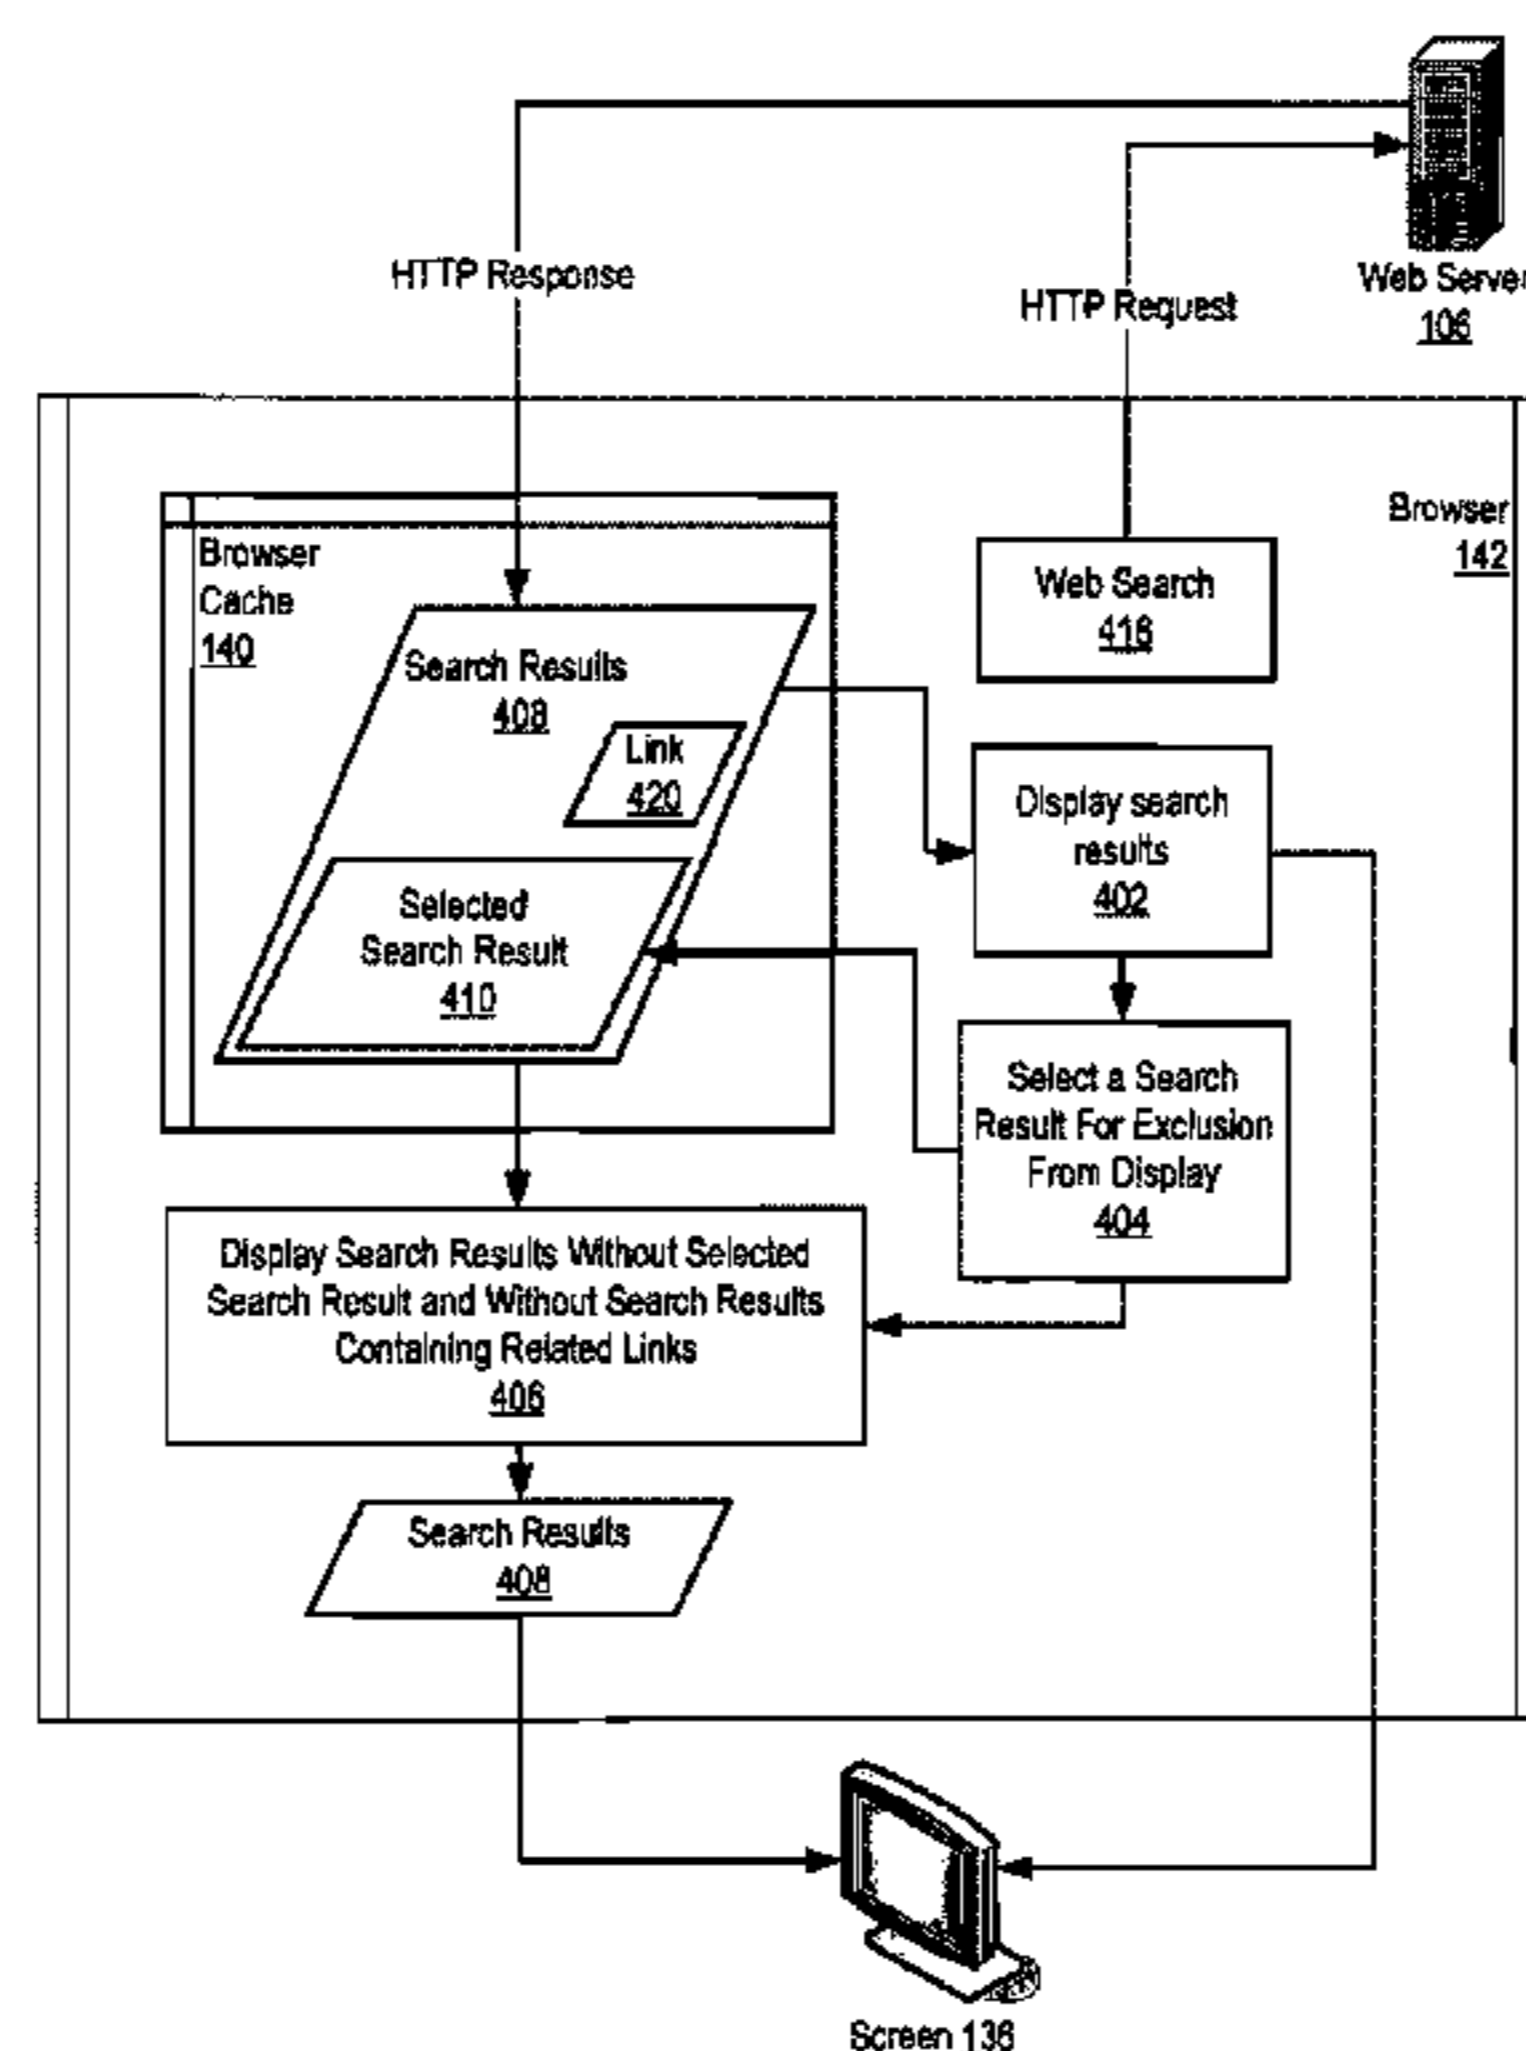 HTTP Response
HTTP Request
Web Server
106
Browser
142
Browser
Cache
140
Web Search
416
Search Results
408
Link
420
Display search
results
402
Selected
Search Result
410
Select a Search
Result For Exclusion
From Display
404
Display Search Results Without Selected
Search Result and Without Search Results
Containing Related Links
406
Search Results
408
Screen 136